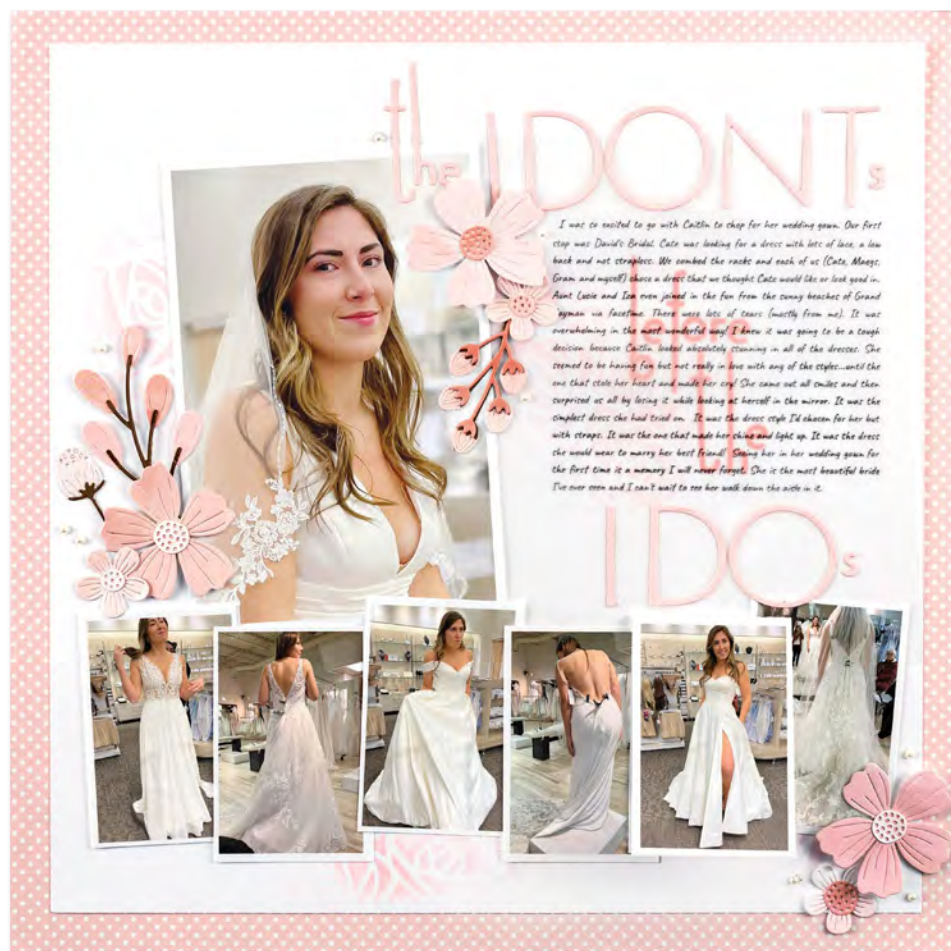 the I DON'Ts
I was so excited to go with Caitlin to shop for her wedding gown. Our first
stop was David's Bridal. Cate was looking for a dress with lots of lace, a low
back and not strapless. We combed the racks and each of us (Cate, Maegs,
Gram and myself) chose a dress that we thought Cate would like or look good in.
Aunt Lucie and Iza even joined in the fun from the sunny beaches of Grand
Cayman via facetime. There were lots of tears (mostly from me). It was
overwhelming in the most wonderful way! I knew it was going to be a tough
decision because Caitlin looked absolutely stunning in all of the dresses. She
seemed to be having fun but not really in love with any of the styles...until the
one that stole her heart and made her cry! She came out all smiles and then
surprised us all by losing it while looking at herself in the mirror. It was the
simplest dress she had tried on. It was the dress style I'd chosen for her but
with straps. It was the one that made her shine and light up. It was the dress
she would wear to marry her best friend! Seeing her in her wedding gown for
the first time is a memory I will never forget. She is the most beautiful bride
I've ever seen and I can't wait to see her walk down the aisle in it.
I DOs